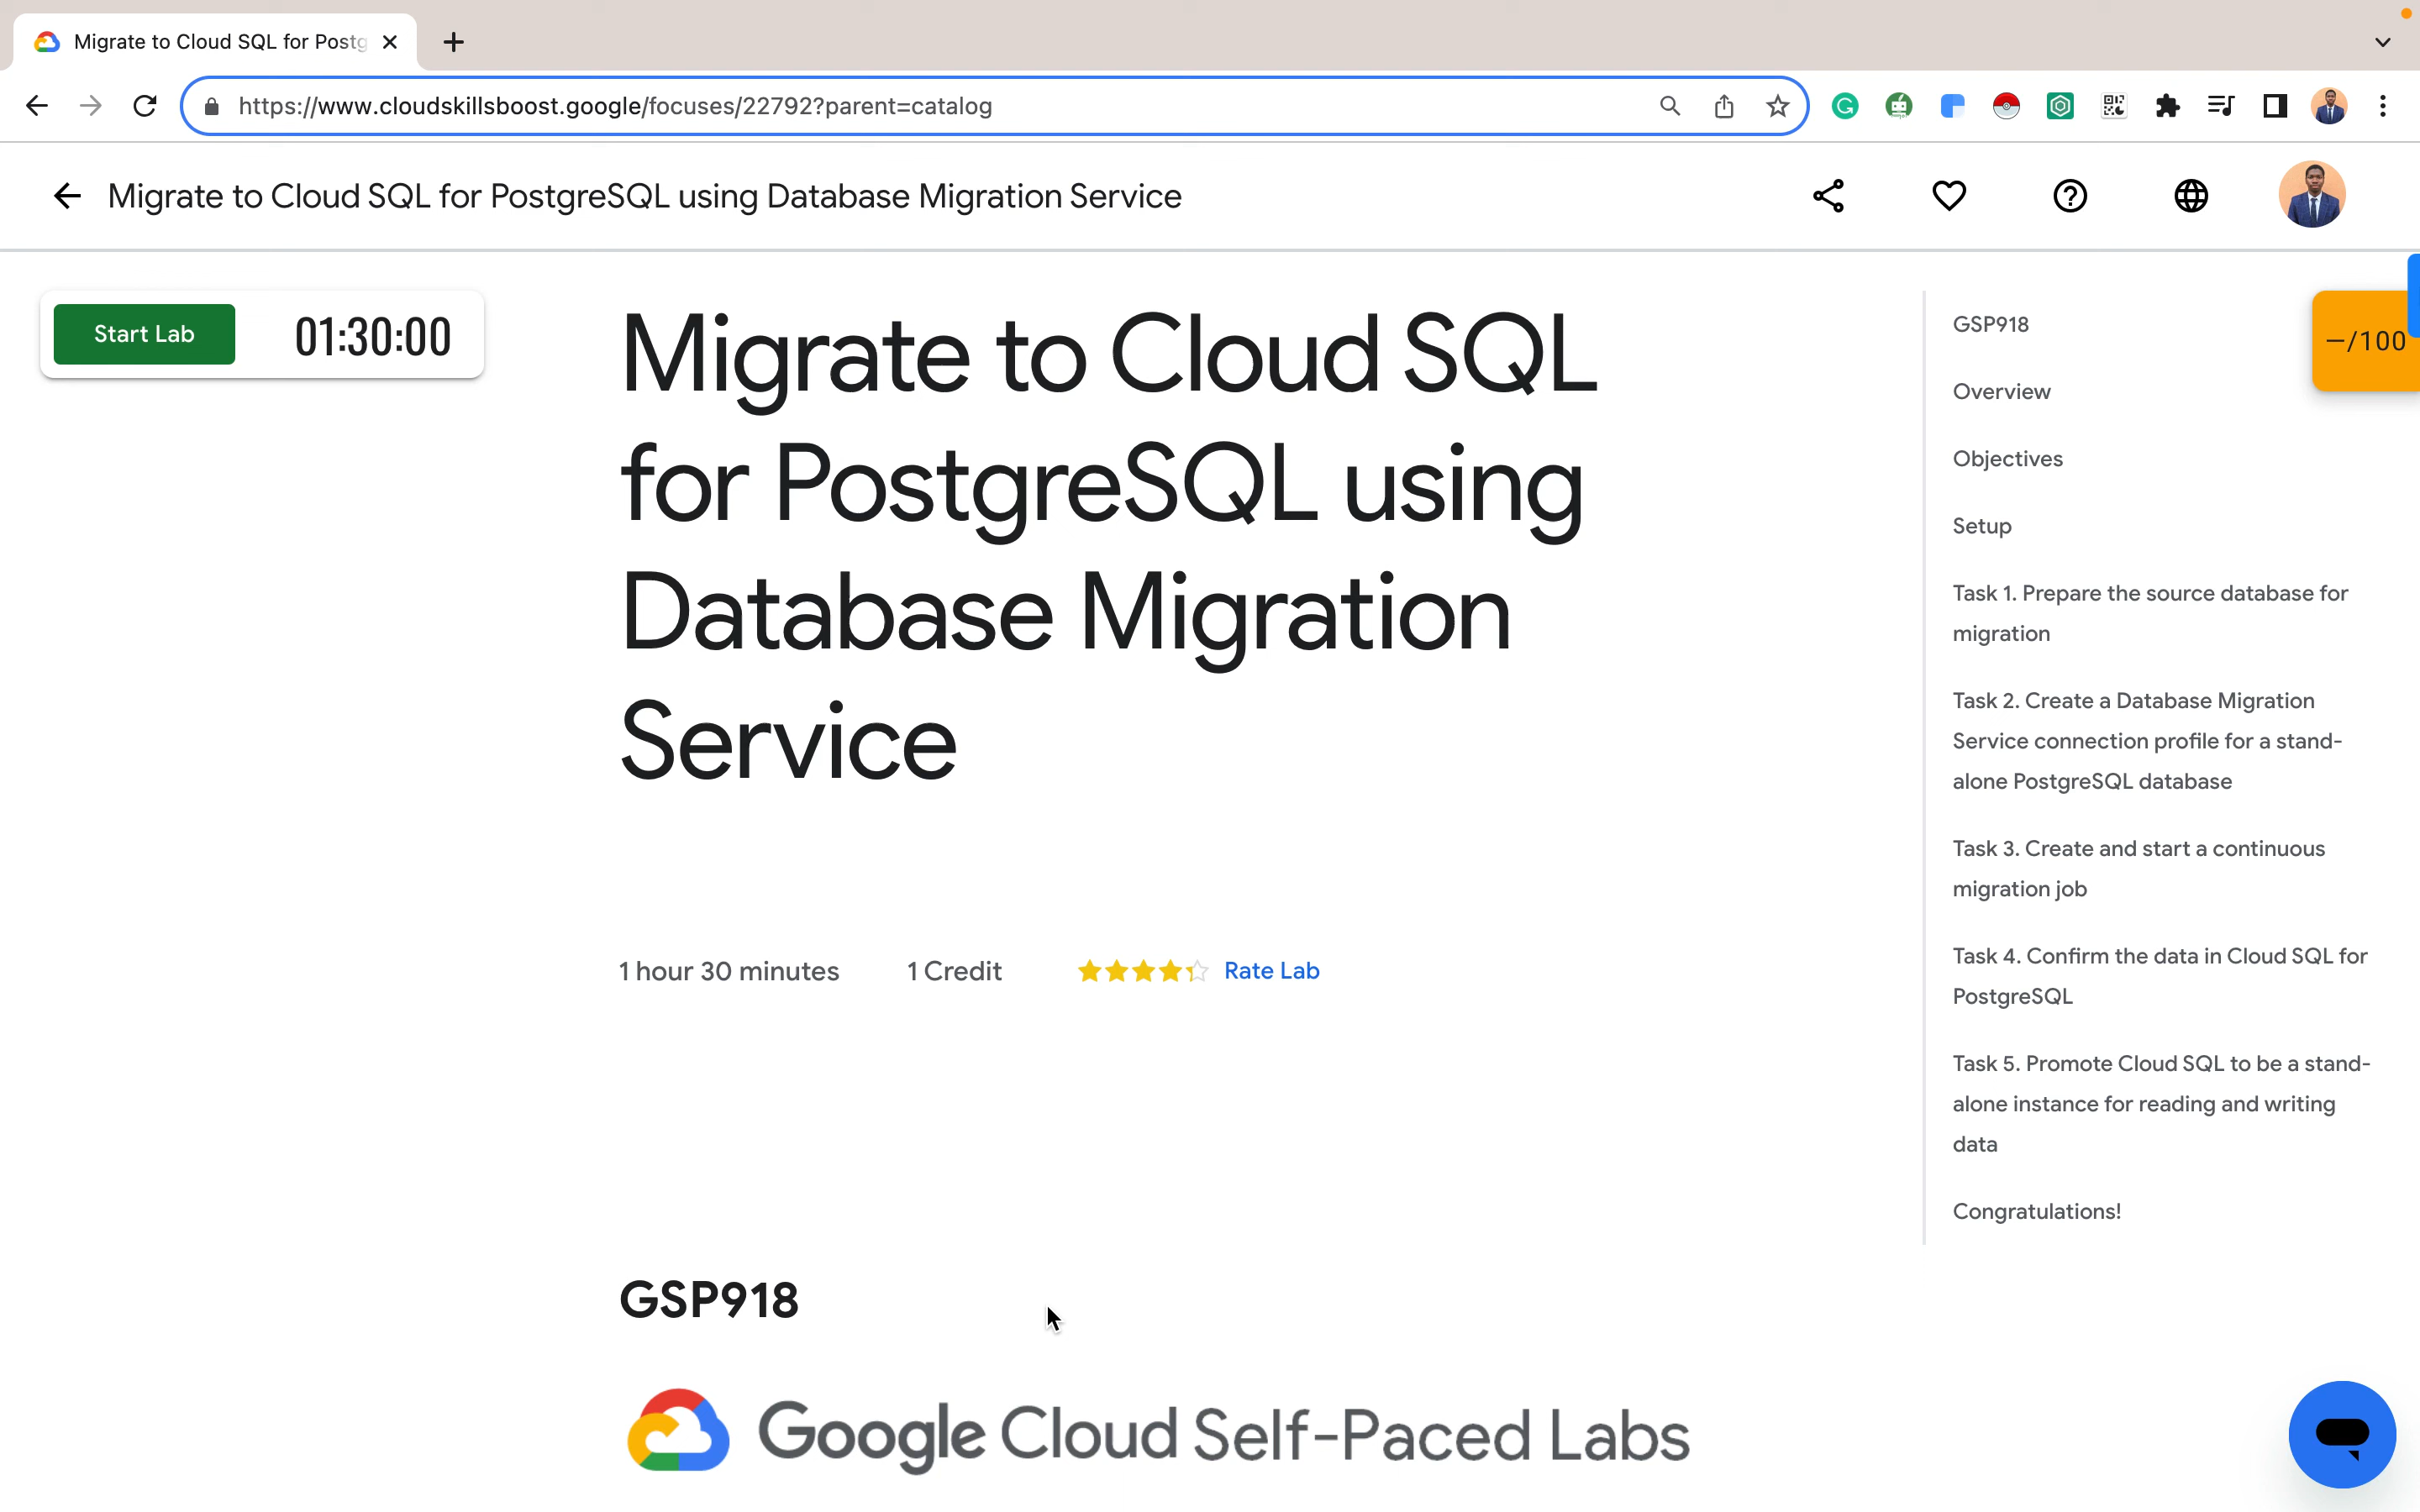 Migrate to Cloud SQL for Postg
https://www.cloudskillsboost.google/focuses/22792?parent=catalog
Migrate to Cloud SQL for PostgreSQL using Database Migration Service
Start Lab
01:30:00
Migrate to Cloud SQL
for PostgreSQL using
Database Migration
Service
1 hour 30 minutes
1 Credit
Rate Lab
GSP918
Google Cloud Self-Paced Labs
GSP918
Overview
Objectives
Setup
Task 1. Prepare the source database for
migration
Task 2. Create a Database Migration
Service connection profile for a stand-
alone PostgreSQL database
Task 3. Create and start a continuous
migration job
Task 4. Confirm the data in Cloud SQL for
PostgreSQL
Task 5. Promote Cloud SQL to be a stand-
alone instance for reading and writing
data
Congratulations!
—/100